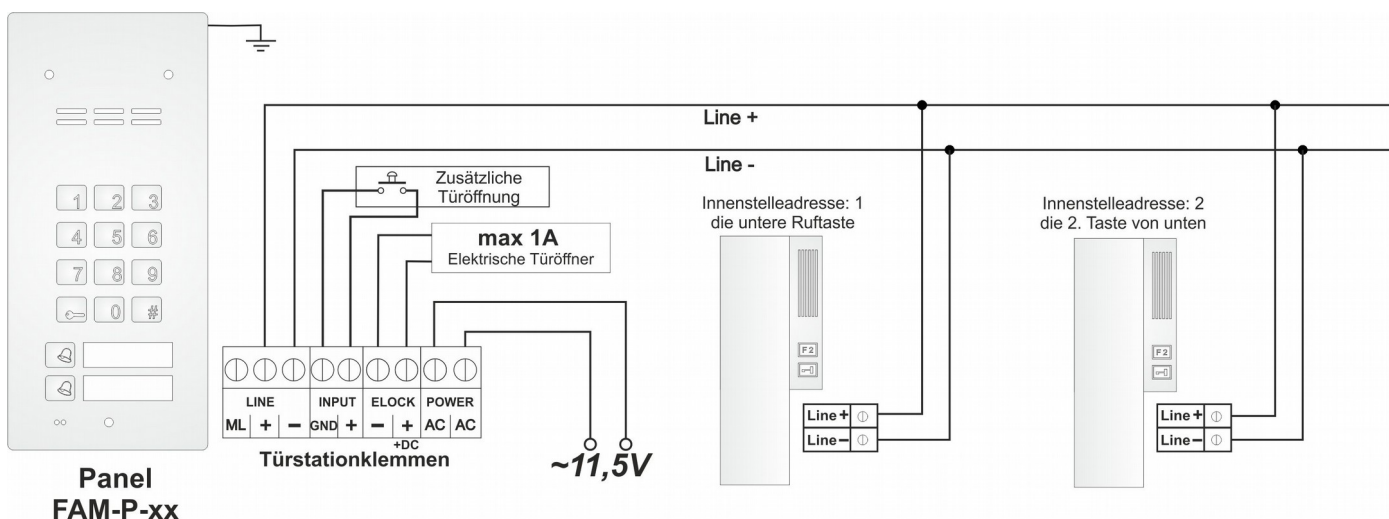 Line +
Line -
Zusätzliche
Türöffnung
max 1A
Elektrische Türöffner
Innenstelleadresse: 1
die untere Ruftaste
Innenstelleadresse: 2
die 2. Taste von unten
1 2 3
4 5 6
7 8 9
0 #
F2
F2
LINE INPUT ELOCK POWER
ML + − GND + − + AC AC
+DC
Türstationklemmen
~11,5V
Line +
Line −
Line +
Line −
Panel
FAM-P-xx